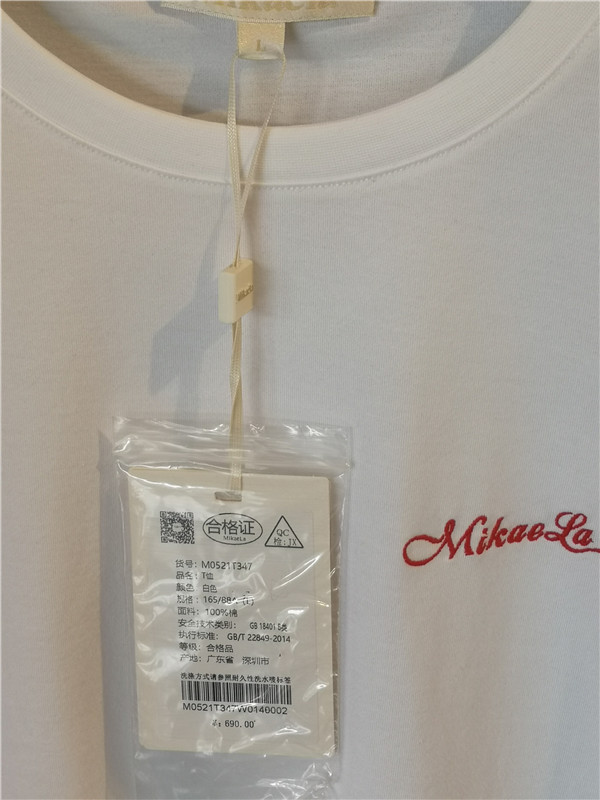 L
合格证
MikaeLa
QC
检:JX
MikaeLa
货号: M0521T347
品名: T恤
颜色: 白色
规格: 165/88A (L)
面料: 100%棉
安全技术类别: GB 18401 B类
执行标准: GB/T 22849-2014
等级: 合格品
产地: 广东省 深圳市
洗涤方式请参照耐久性洗水唛标签
M0521T347W0140002
690.00